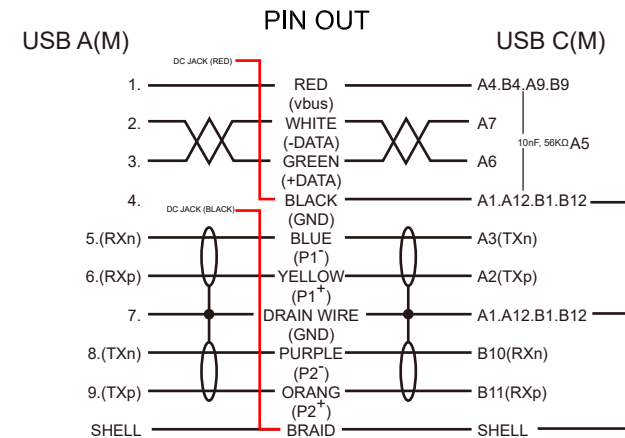 PIN OUT
USB A(M) USB C(M)
DC JACK (RED)
1. RED A4.B4.A9.B9
(vbus)
2. WHITE A7
(-DATA) 10nF, 56KΩ A5
3. GREEN A6
(+DATA)
4. BLACK A1.A12.B1.B12
DC JACK (BLACK)
(GND)
5.(RXn) BLUE A3(TXn)
(P1-)
6.(RXp) YELLOW A2(TXp)
(P1+)
7. DRAIN WIRE A1.A12.B1.B12
(GND)
8.(TXn) PURPLE B10(RXn)
(P2-)
9.(TXp) ORANG B11(RXp)
(P2+)
SHELL BRAID SHELL